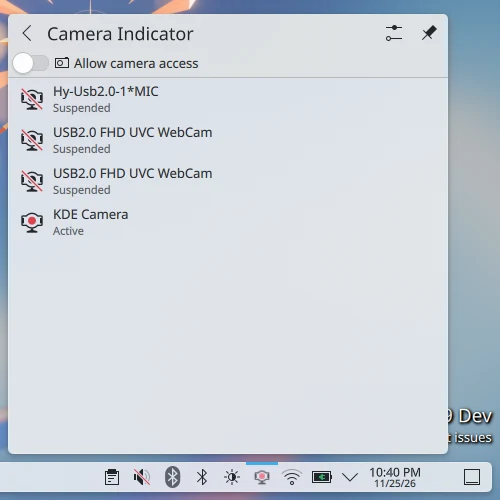 Camera Indicator
Allow camera access
Hy-Usb2.0-1*MIC
Suspended
USB2.0 FHD UVC WebCam
Suspended
USB2.0 FHD UVC WebCam
Suspended
KDE Camera
Active
Dev
issues
10:40 PM
11/25/26